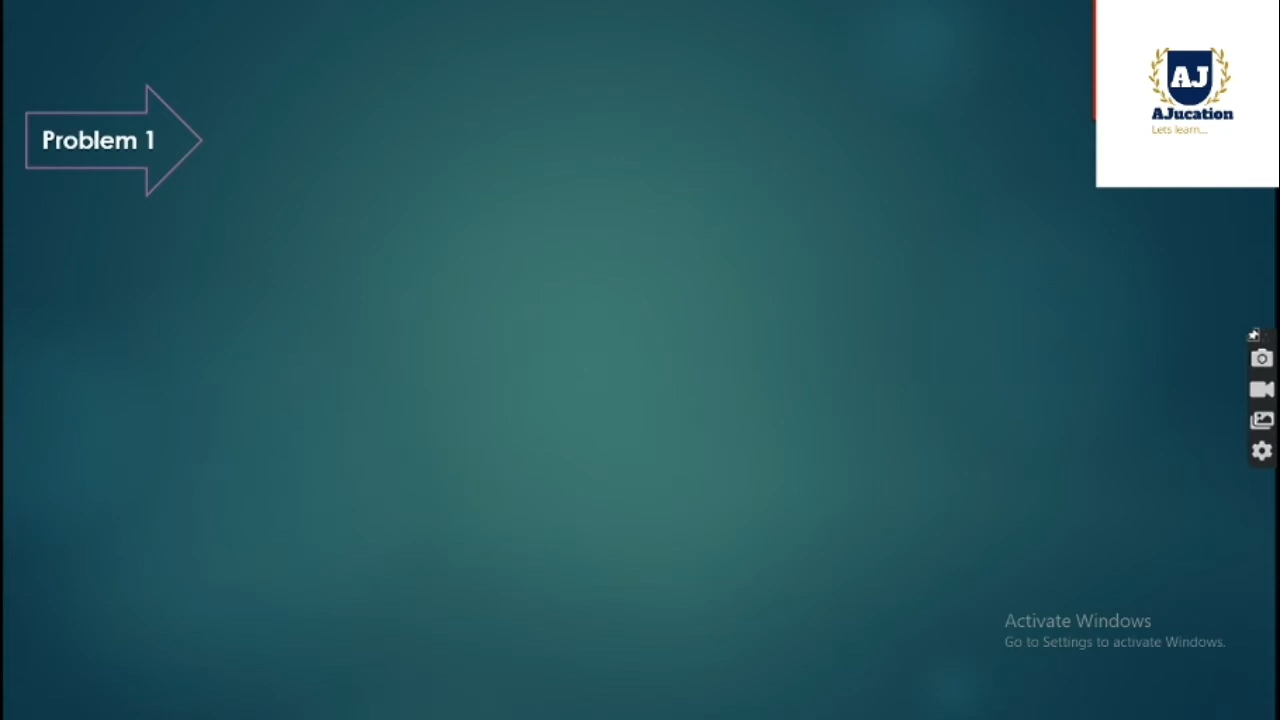 Problem 1
AJ
AJucation
Lets learn...
Activate Windows
Go to Settings to activate Windows.